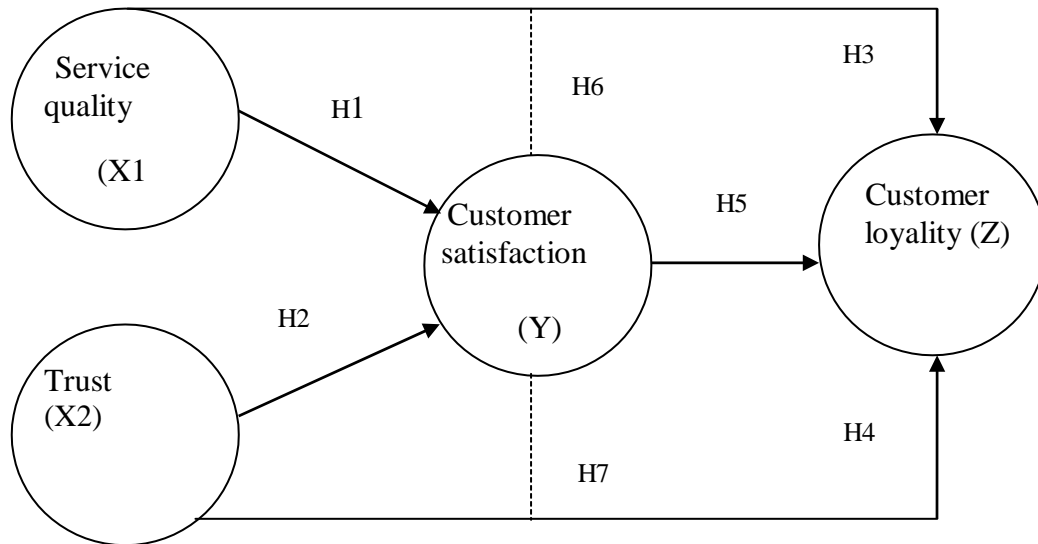 Service
quality
(X1
H1
H6
H3
Customer
satisfaction
(Y)
H5
Customer
loyality (Z)
H2
Trust
(X2)
H7
H4